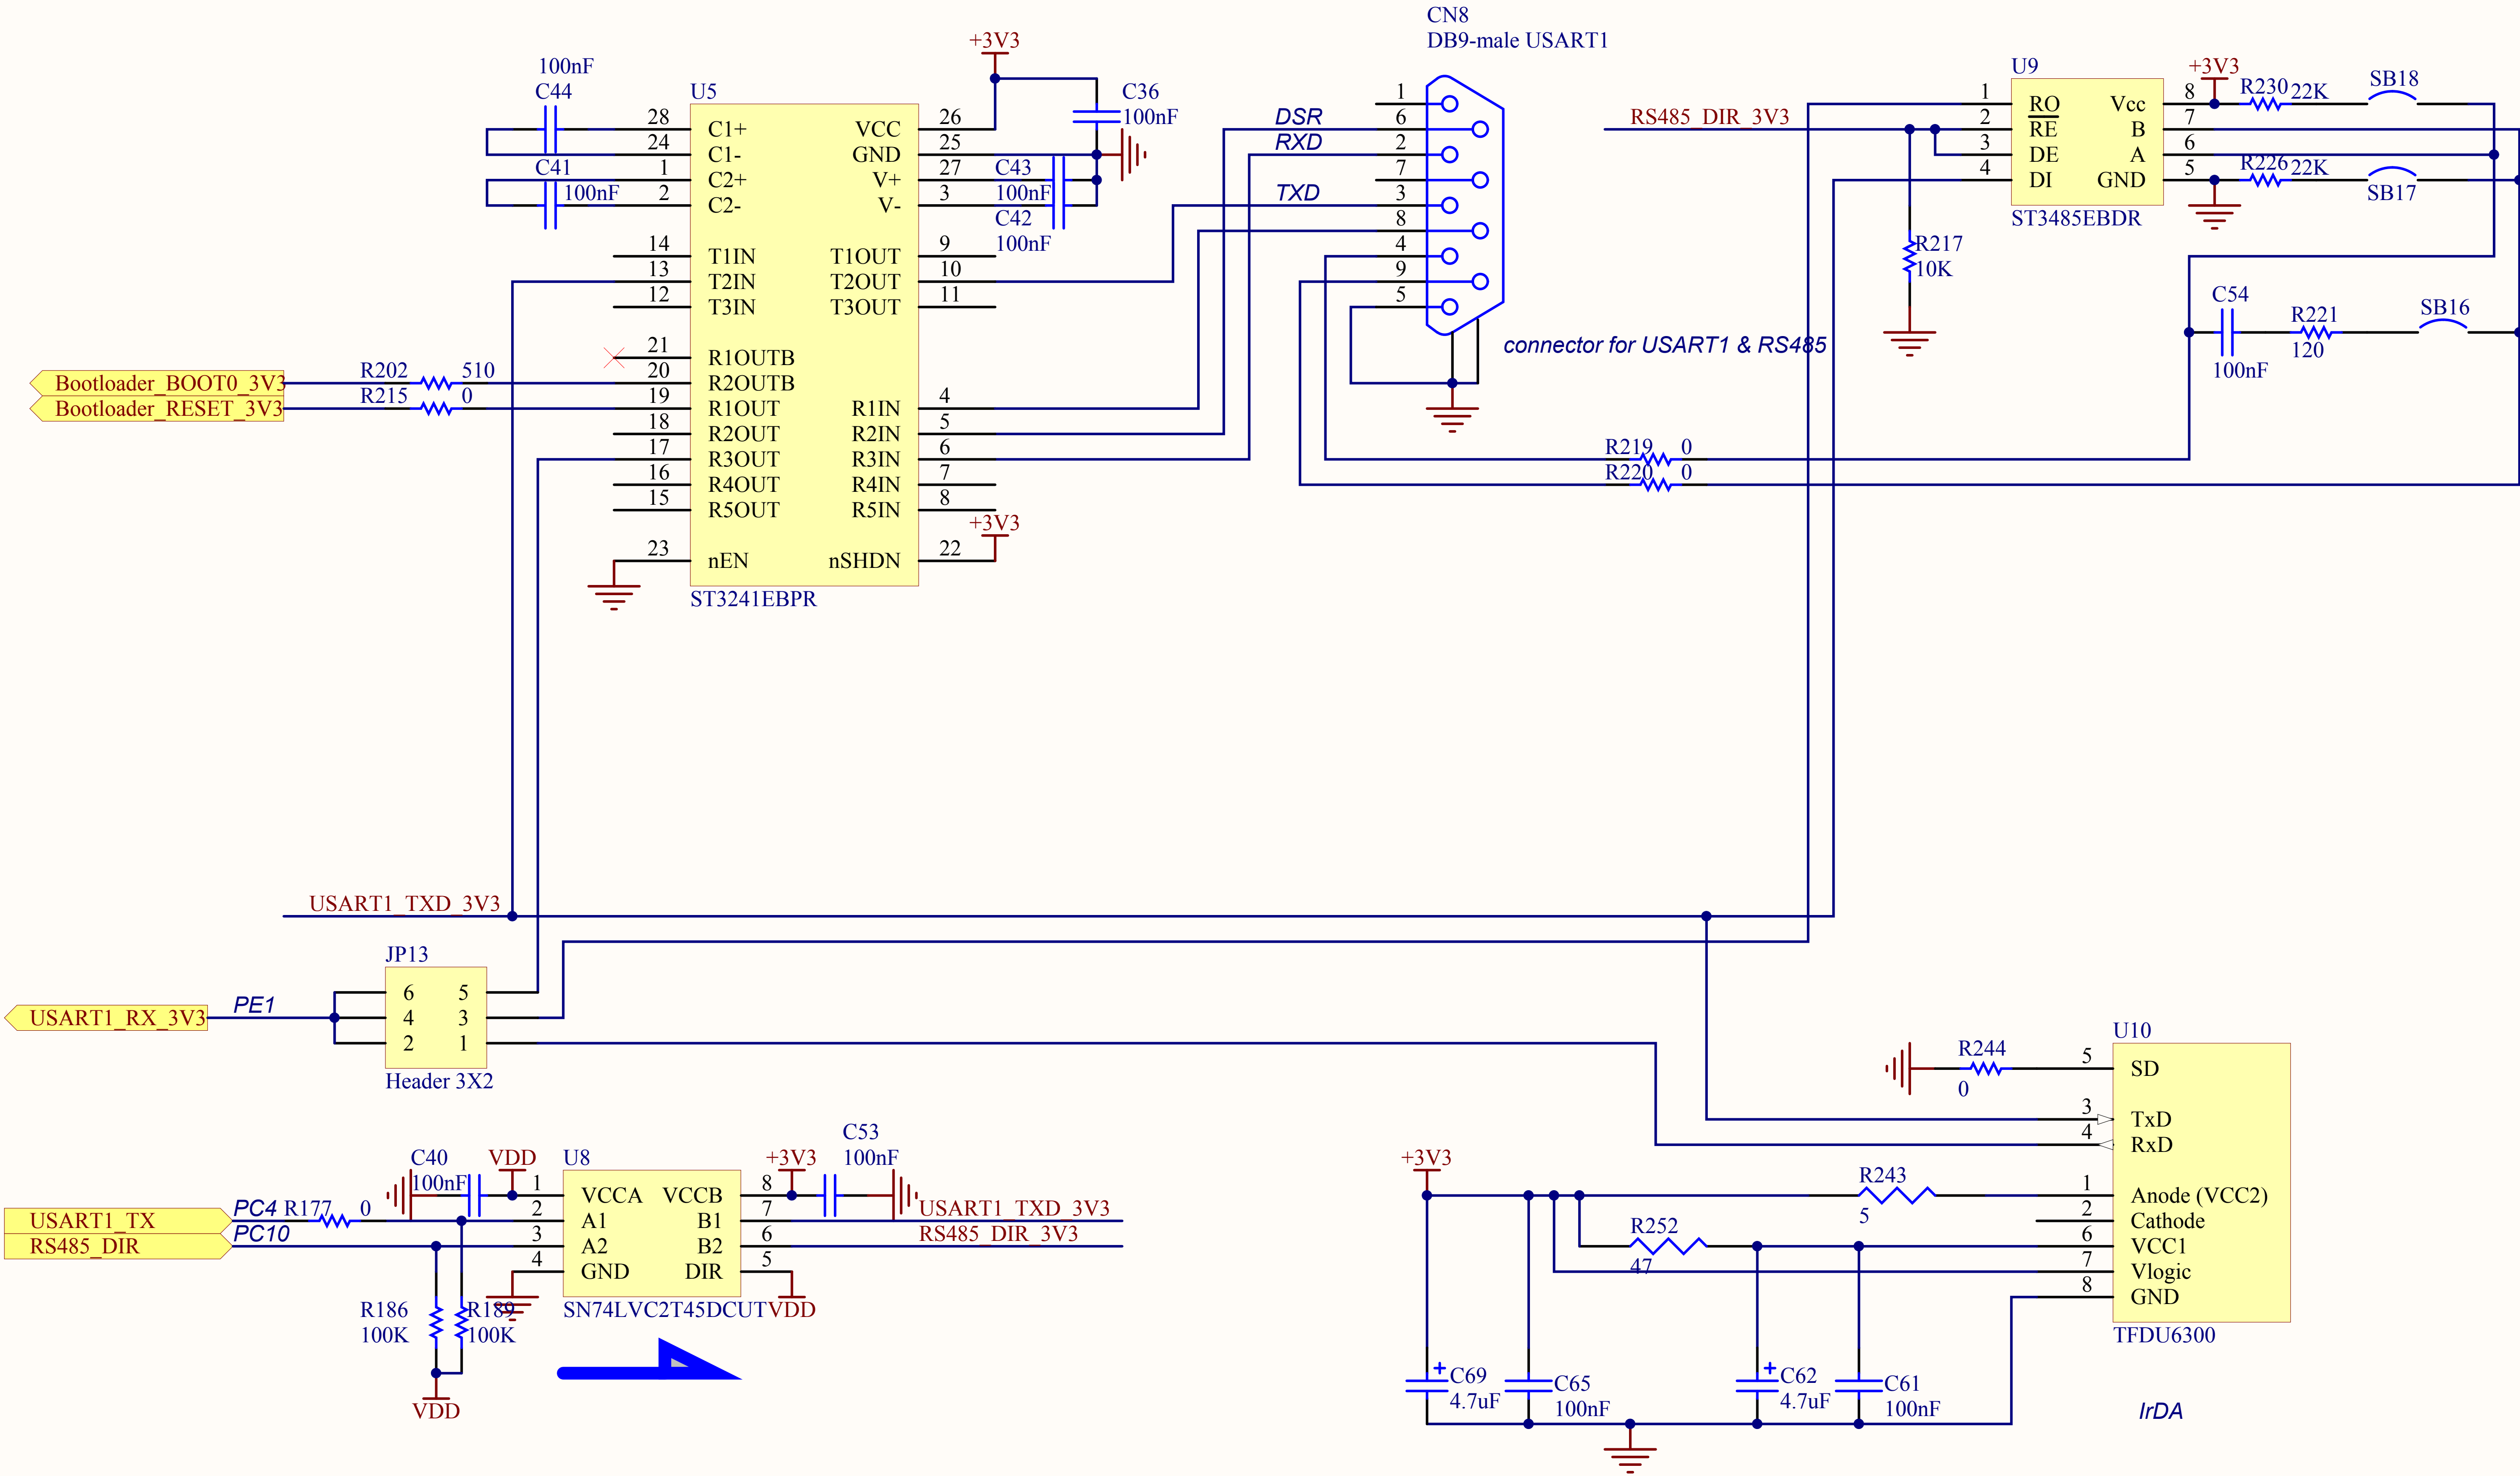 CN8
DB9-male USART1
+3V3
100nF
C44
U5
C36
100nF
28
24
1
2
C1+
C1-
C2+
C2-
VCC
GND
V+
V-
26
25
27
3
C41
100nF
C43
100nF
C42
100nF
14
13
12
T1IN
T2IN
T3IN
T1OUT
T2OUT
T3OUT
9
10
11
21
20
19
18
17
16
15
R1OUTB
R2OUTB
R1OUT
R2OUT
R3OUT
R4OUT
R5OUT
R1IN
R2IN
R3IN
R4IN
R5IN
4
5
6
7
8
+3V3
23
nEN
nSHDN
22
ST3241EBPR
Bootloader_BOOT0_3V3
R202
510
Bootloader_RESET_3V3
R215
0
DSR
RXD
TXD
1
6
2
7
3
8
4
9
5
connector for USART1 & RS485
RS485_DIR_3V3
U9
+3V3
R230
22K
SB18
1
2
3
4
RO
RE
DE
DI
Vcc
B
A
GND
8
7
6
5
ST3485EBDR
R226
22K
SB17
R217
10K
C54
100nF
R221
120
SB16
R219
0
R220
0
USART1_TXD_3V3
JP13
6 5
4 3
2 1
Header 3X2
USART1_RX_3V3
PE1
C40
100nF
VDD
U8
+3V3
C53
100nF
1
2
3
4
VCCA VCCB
A1 B1
A2 B2
GND DIR
8
7
6
5
USART1_TXD_3V3
RS485_DIR_3V3
SN74LVC2T45DCUT
VDD
USART1_TX
PC4
R177
0
RS485_DIR
PC10
R186
100K
R189
100K
VDD
U10
R244
0
5
SD
3
TxD
4
RxD
+3V3
R243
5
1
Anode (VCC2)
2
Cathode
R252
47
6
VCC1
7
Vlogic
8
GND
TFDU6300
C69
4.7uF
C65
100nF
C62
4.7uF
C61
100nF
IrDA